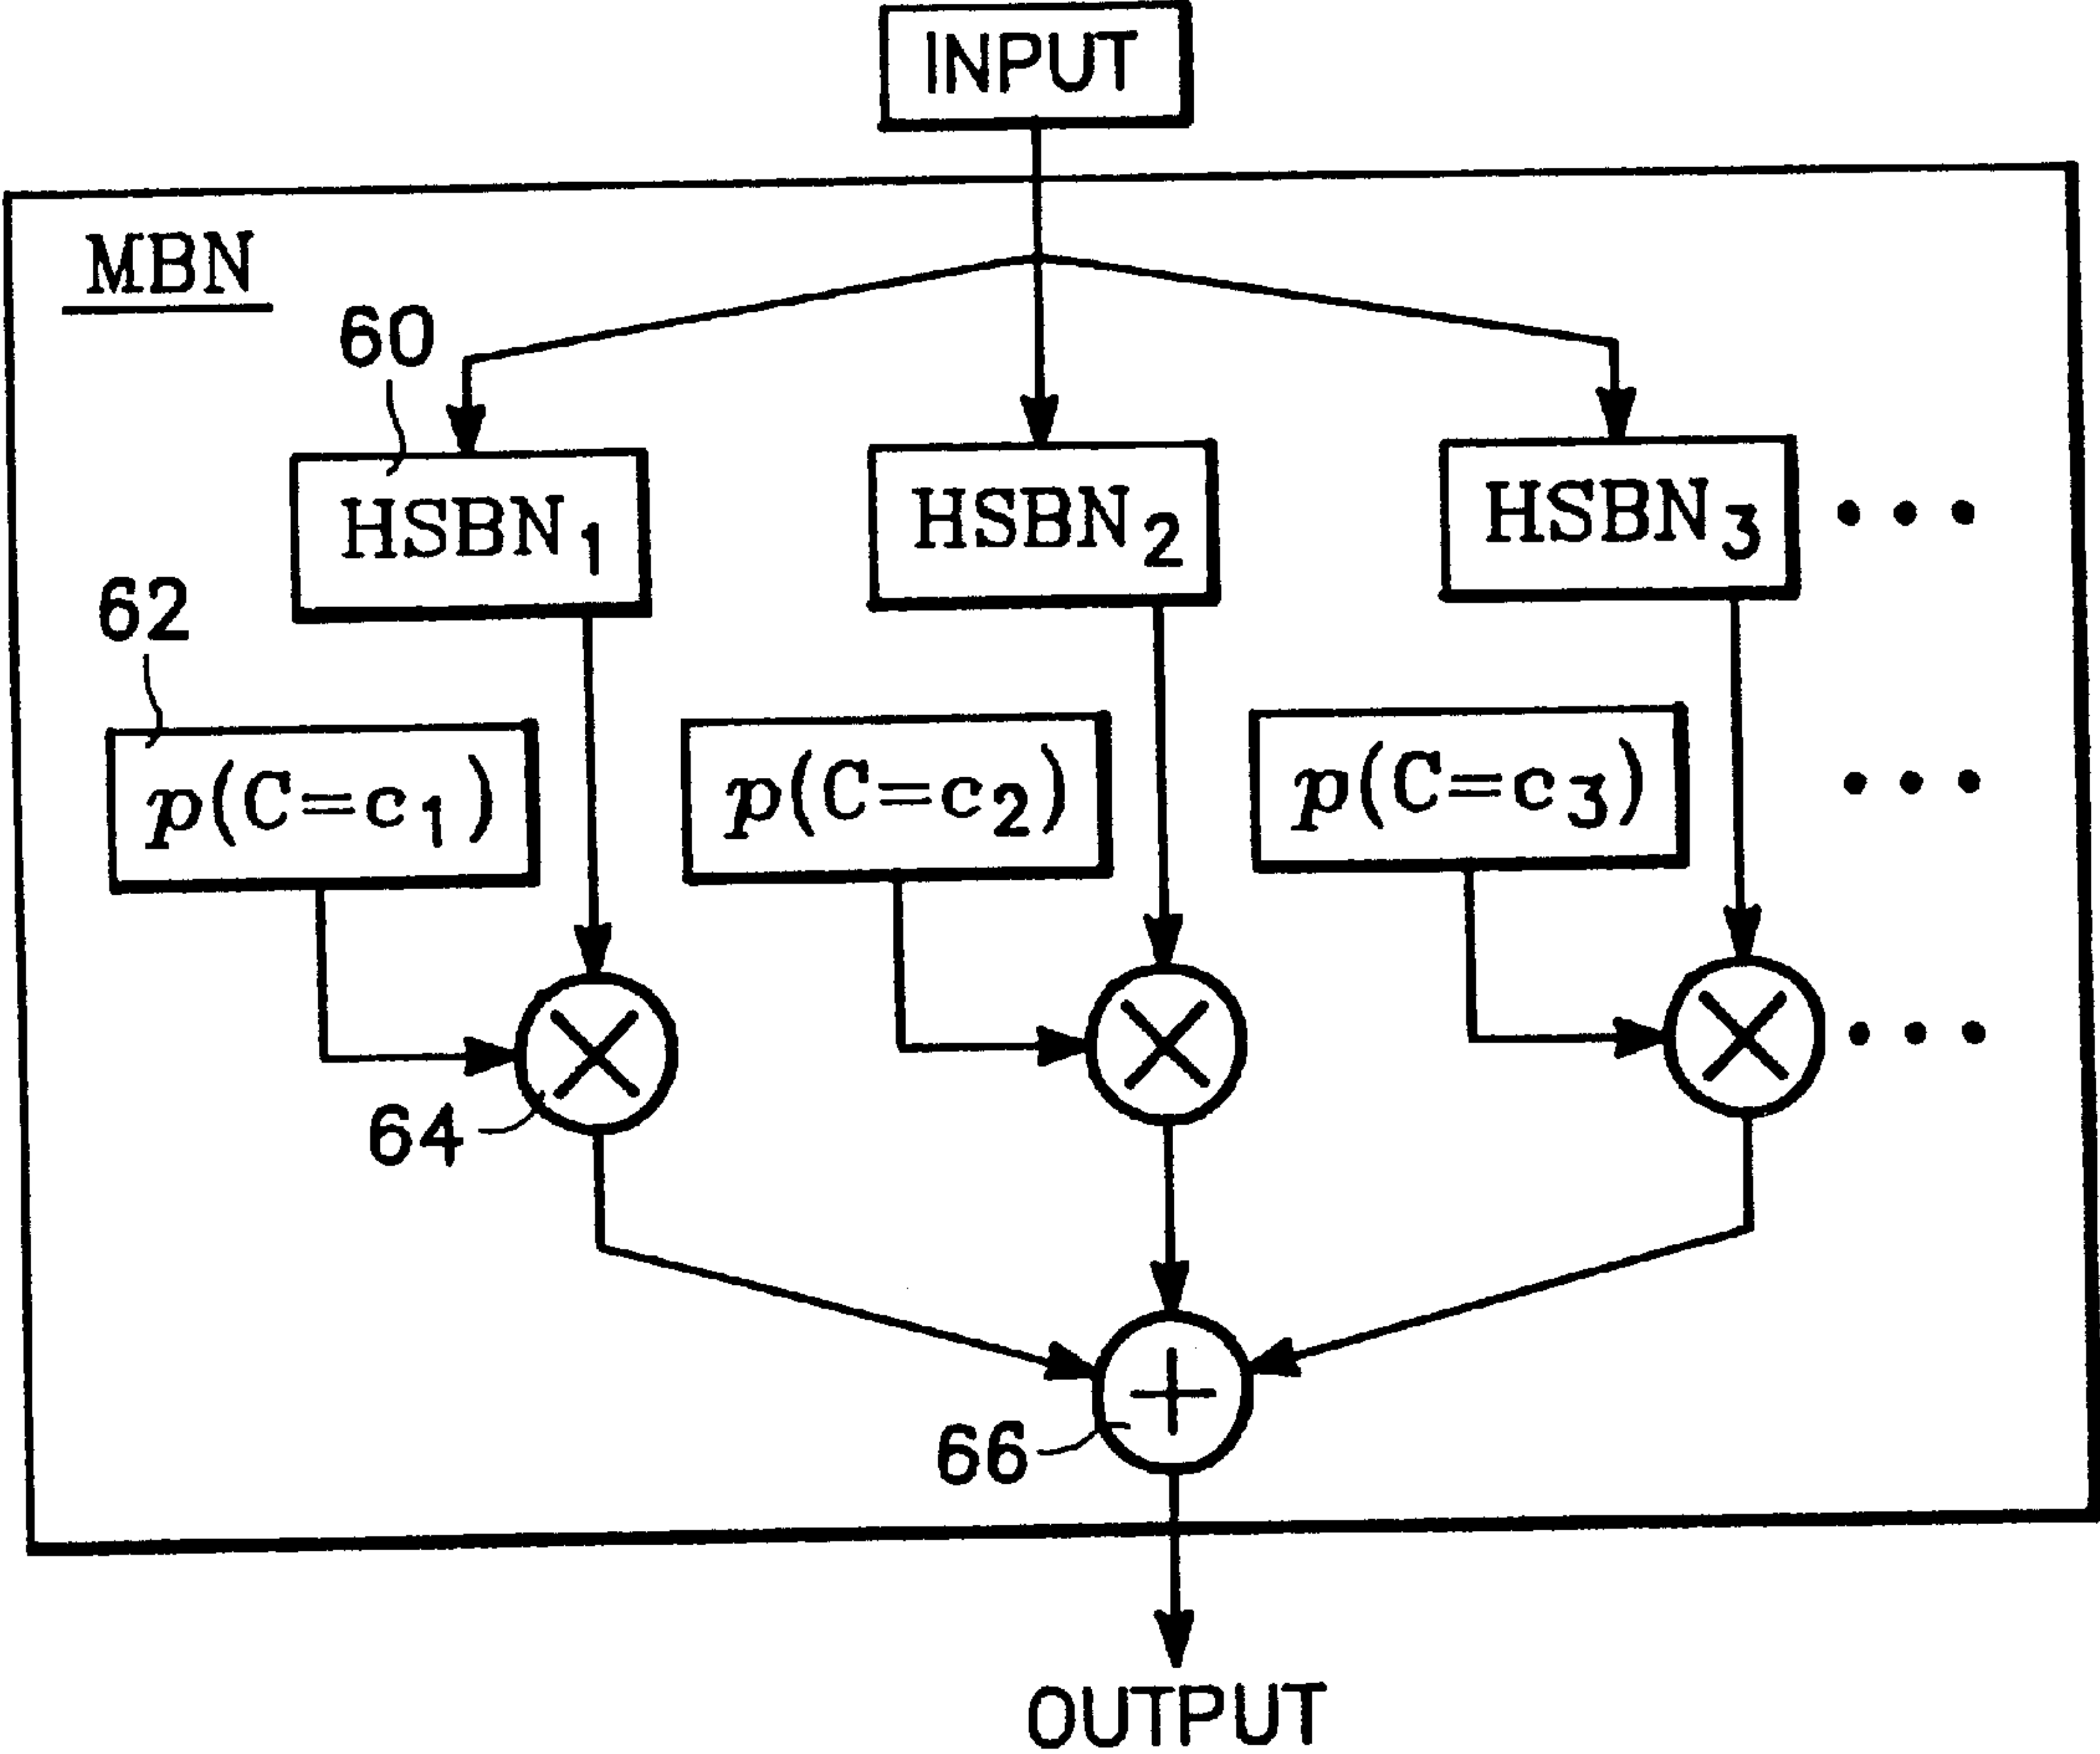 INPUT
MBN
60
HSBN1 HSBN2 HSBN3 • • •
62
p(C=c1) p(C=c2) p(C=c3) • • •
• • •
64
66
OUTPUT